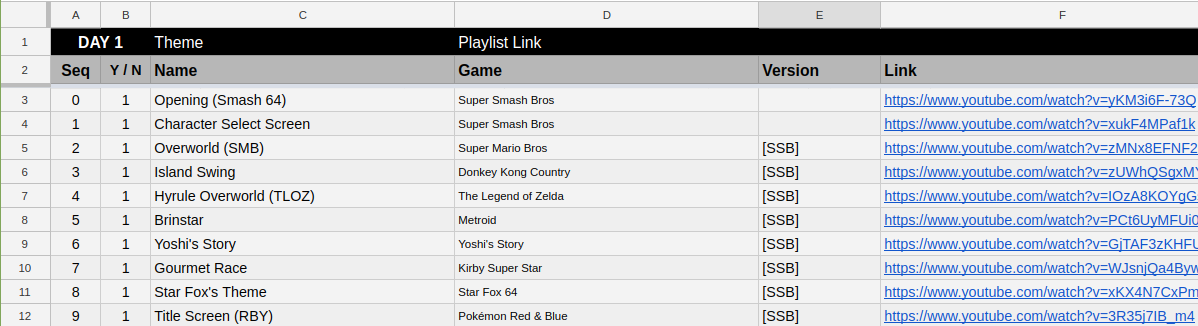 A B C D E F
1 DAY 1 Theme Playlist Link
2 Seq Y / N Name Game Version Link
3 0 1 Opening (Smash 64) Super Smash Bros https://www.youtube.com/watch?v=yKM3i6F-73Q
4 1 1 Character Select Screen Super Smash Bros https://www.youtube.com/watch?v=xukF4MPaf1k
5 2 1 Overworld (SMB) Super Mario Bros [SSB] https://www.youtube.com/watch?v=zMNx8EFNF2
6 3 1 Island Swing Donkey Kong Country [SSB] https://www.youtube.com/watch?v=zUWhQSgxMY
7 4 1 Hyrule Overworld (TLOZ) The Legend of Zelda [SSB] https://www.youtube.com/watch?v=IOzA8KOYgG
8 5 1 Brinstar Metroid [SSB] https://www.youtube.com/watch?v=PCt6UyMFUi0
9 6 1 Yoshi's Story Yoshi's Story [SSB] https://www.youtube.com/watch?v=GjTAF3zKHFU
10 7 1 Gourmet Race Kirby Super Star [SSB] https://www.youtube.com/watch?v=WJsnjQa4Byw
11 8 1 Star Fox's Theme Star Fox 64 [SSB] https://www.youtube.com/watch?v=xKX4N7CxPm
12 9 1 Title Screen (RBY) Pokémon Red & Blue [SSB] https://www.youtube.com/watch?v=3R35j7IB_m4